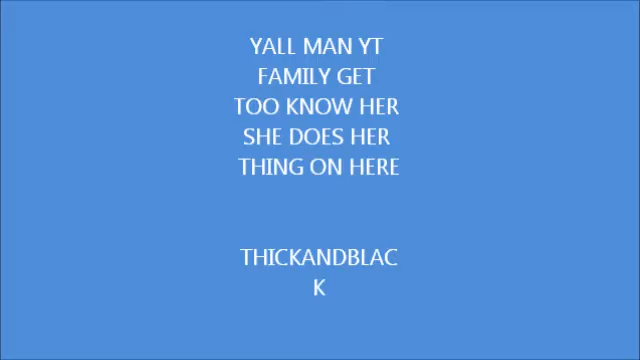 YALL MAN YT
FAMILY GET
TOO KNOW HER
SHE DOES HER
THING ON HERE
THICKANDBLAC
K